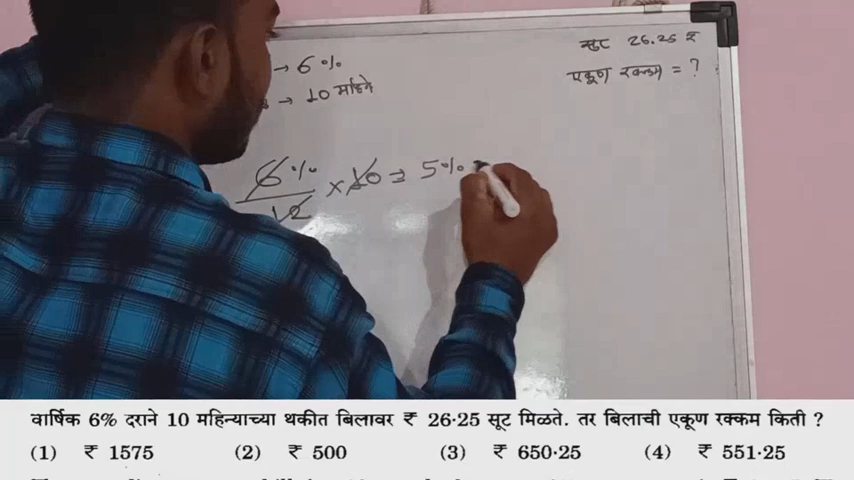 → 6%
→ 10 महिने
सुट 26.25 ₹
एकूण रक्कम = ?
6% / 12 × 10 = 5%
वार्षिक 6% दराने 10 महिन्याच्या थकीत बिलावर ₹ 26·25 सूट मिळते. तर बिलाची एकूण रक्कम किती ?
(1) ₹ 1575 (2) ₹ 500 (3) ₹ 650·25 (4) ₹ 551·25